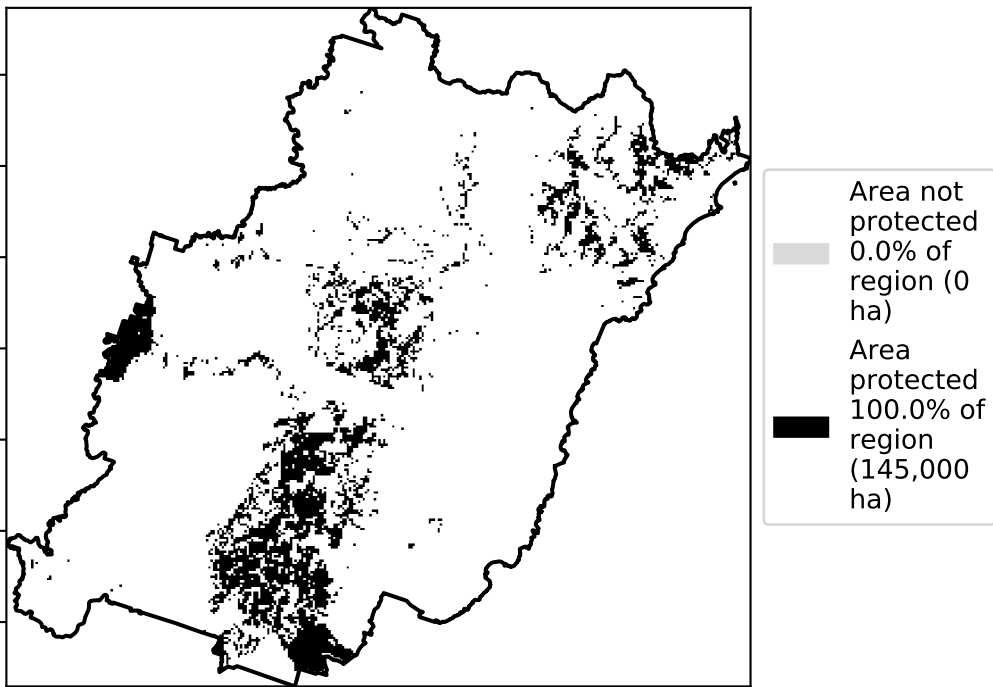 Area not
protected
0.0% of
region (0
ha)
Area
protected
100.0% of
region
(145,000
ha)